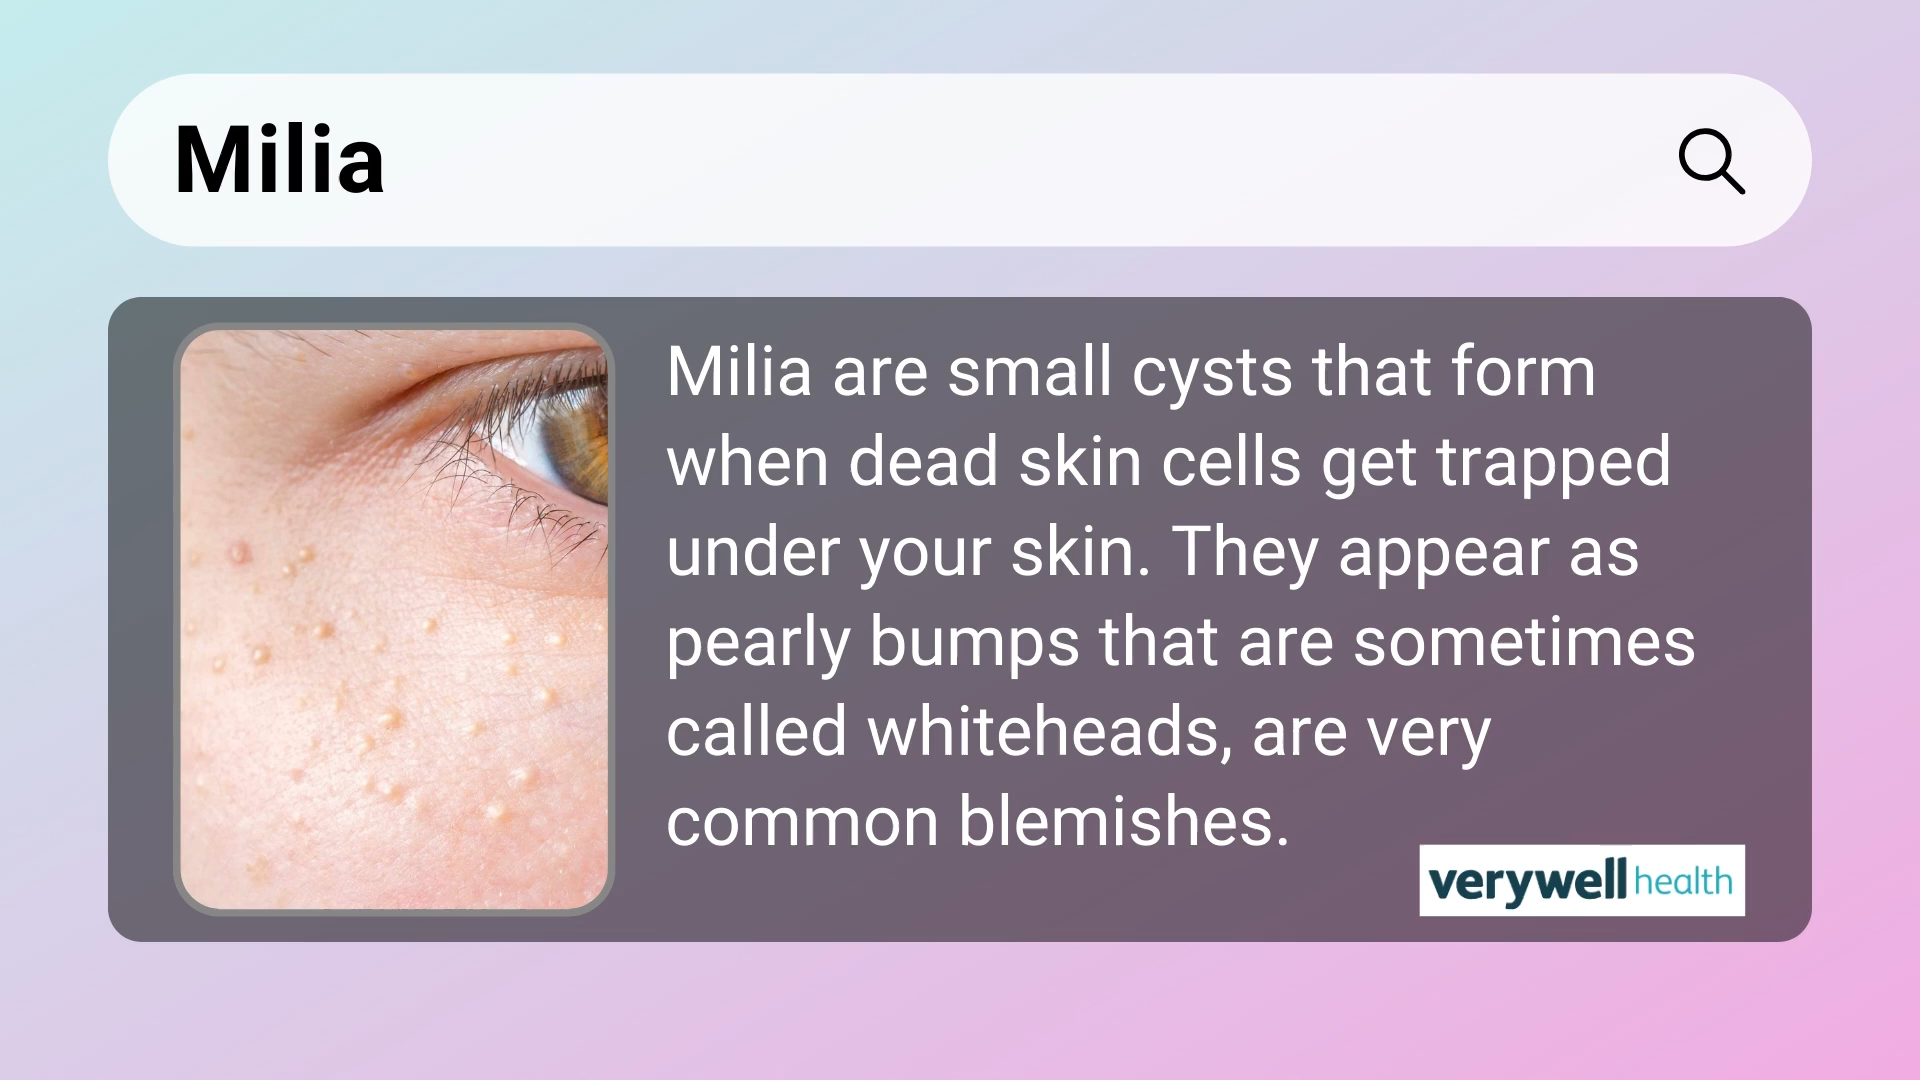 Milia
Milia are small cysts that form
when dead skin cells get trapped
under your skin. They appear as
pearly bumps that are sometimes
called whiteheads, are very
common blemishes.
verywell health